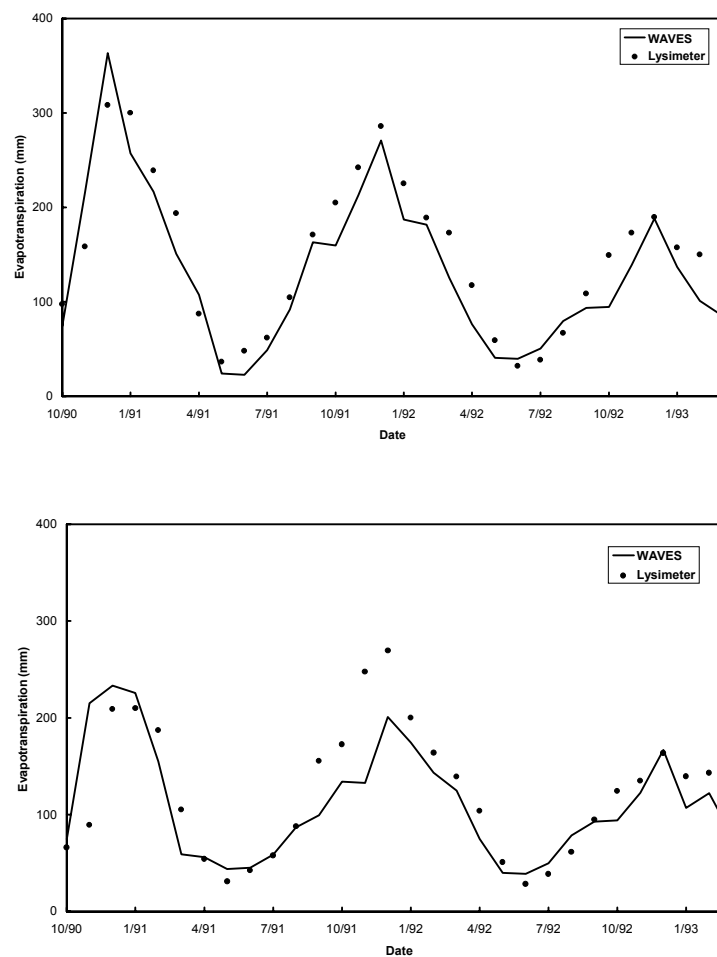 400
WAVES
Lysimeter
300
Evapotranspiration (mm)
200
100
0
10/90 1/91 4/91 7/91 10/91 1/92 4/92 7/92 10/92 1/93
Date
400
WAVES
Lysimeter
300
Evapotranspiration (mm)
200
100
0
10/90 1/91 4/91 7/91 10/91 1/92 4/92 7/92 10/92 1/93
Date